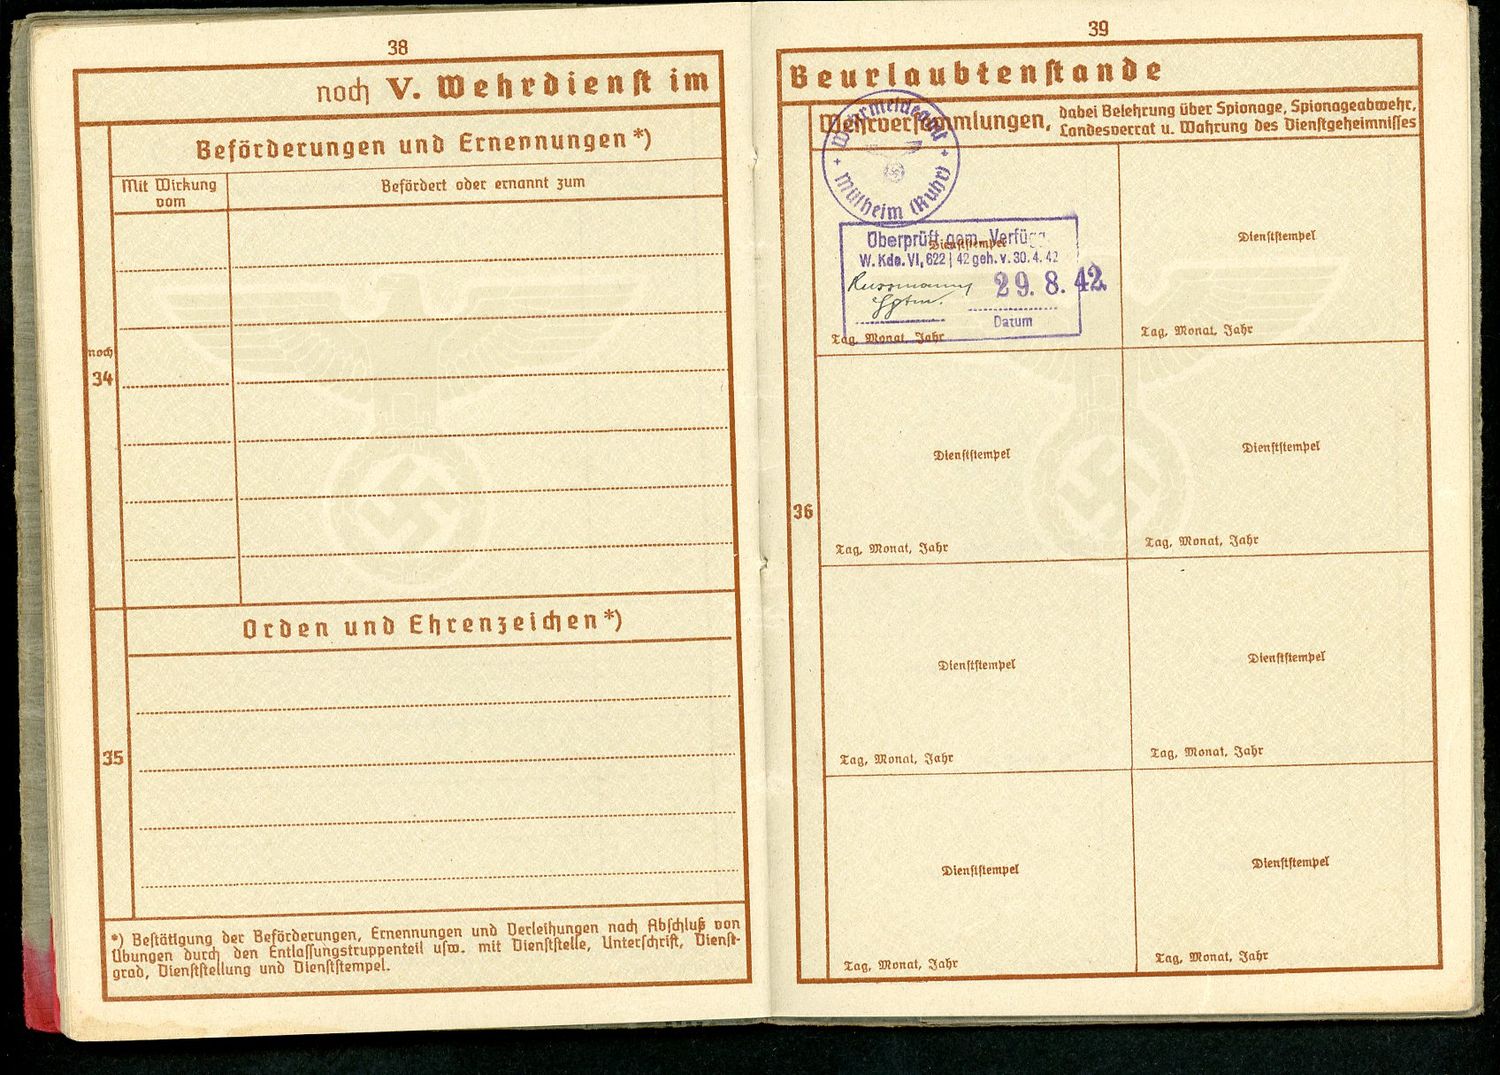 38
noch V. Wehrdienst im
Beförderungen und Ernennungen *)
Mit Wirkung
vom
Befördert oder ernannt zum
noch
34
Orden und Ehrenzeichen *)
35
*) Bestätigung der Beförderungen, Ernennungen und Verleihungen nach Abschluß von
Übungen durch den Entlassungstruppenteil usw. mit Dienststelle, Unterschrift, Dienst-
grad, Dienststellung und Dienststempel.
39
Beurlaubtenstande
Wehrversammlungen,
dabei Belehrung über Spionage, Spionageabwehr,
Landesverrat u. Wahrung des Dienstgeheimnisses
Wehrmeldeamt
Mülheim (Ruhr)
Überprüft gem. Verfügg.
Dienststempel
W. Kdo. VI, 622 / 42 geh. v. 30. 4. 42
Hptm.
29. 8. 42.
Datum
Tag, Monat, Jahr
Dienststempel
Tag, Monat, Jahr
36
Dienststempel
Tag, Monat, Jahr
Dienststempel
Tag, Monat, Jahr
Dienststempel
Tag, Monat, Jahr
Dienststempel
Tag, Monat, Jahr
Dienststempel
Tag, Monat, Jahr
Dienststempel
Tag, Monat, Jahr